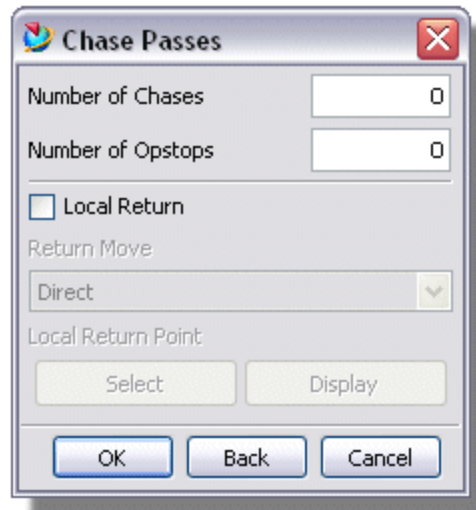 Chase Passes
Number of Chases 0
Number of Opstops 0
Local Return
Return Move
Direct
Local Return Point
Select Display
OK Back Cancel